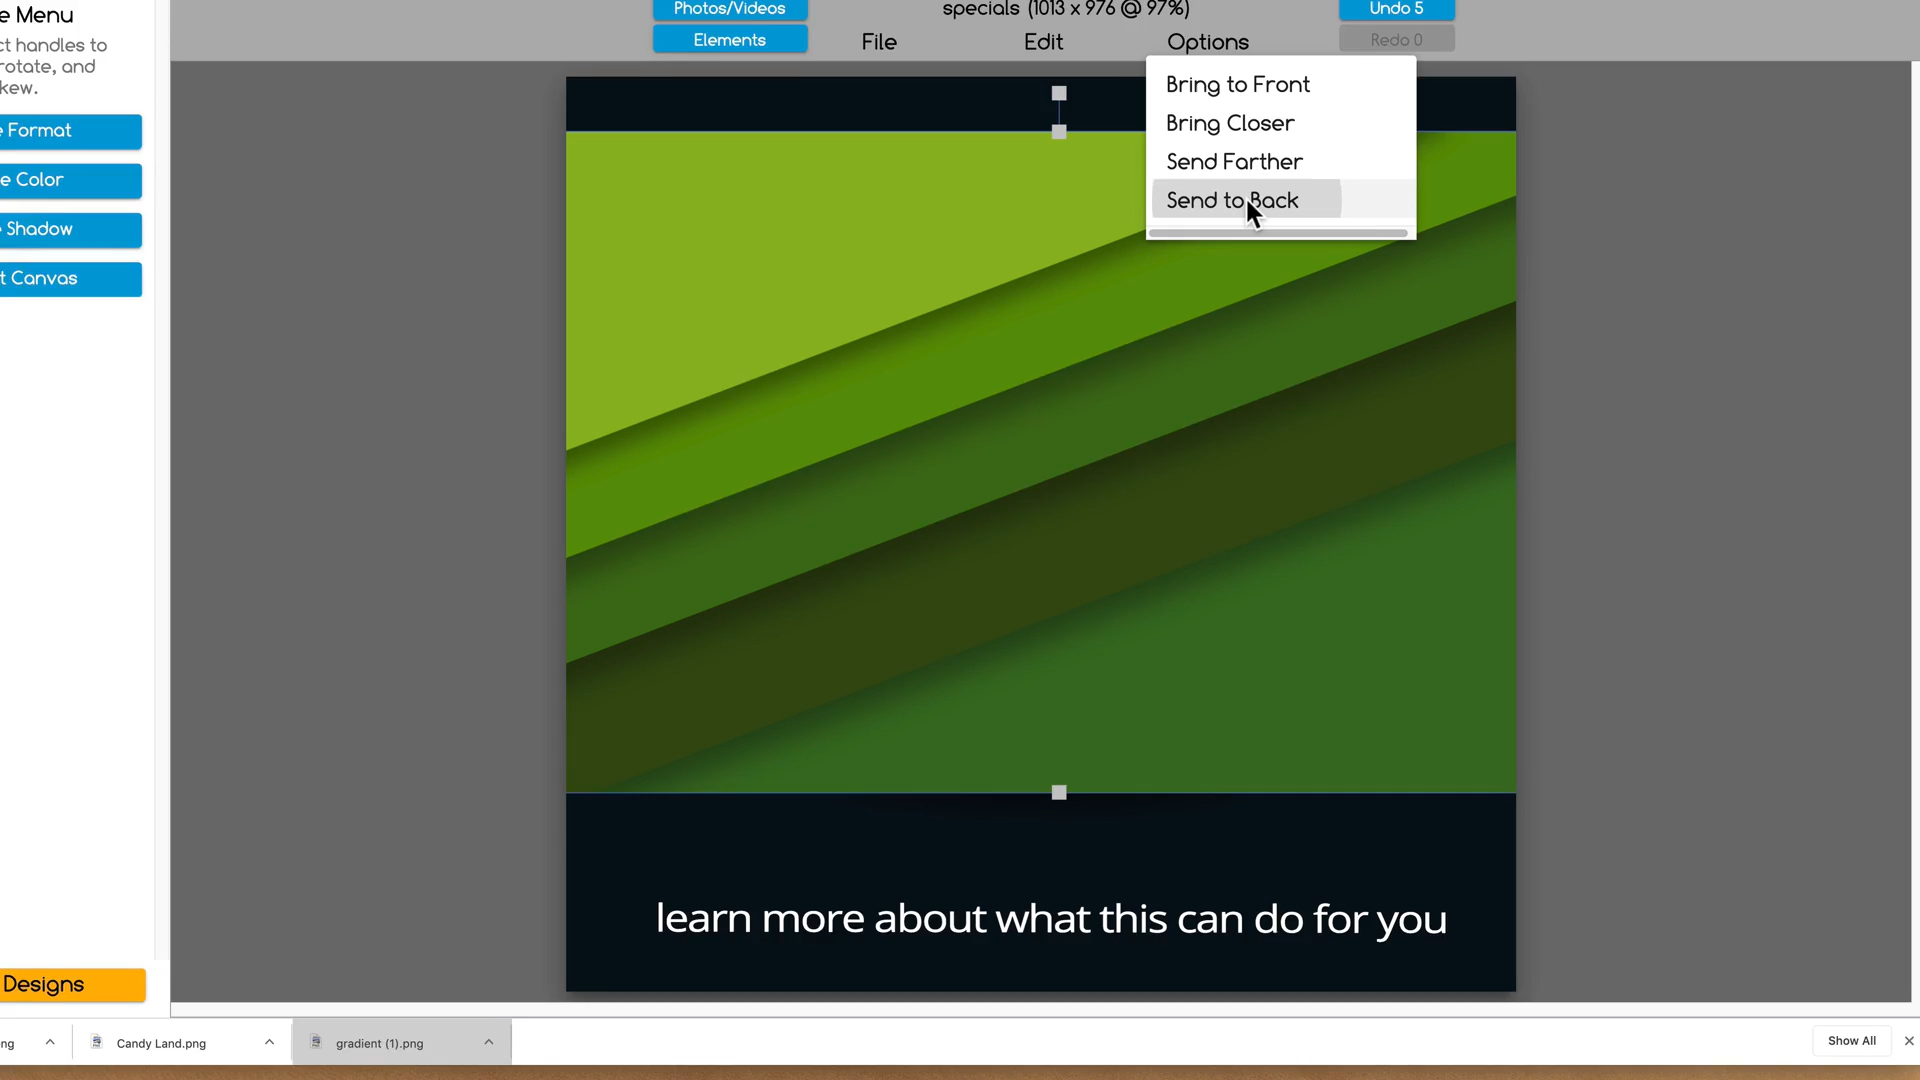 e Menu
ct handles to
rotate, and
kew.
e Format
e Color
e Shadow
t Canvas
Designs
Photos/Videos
Elements
specials (1013 x 976 @ 97%)
File
Edit
Options
Undo 5
Redo 0
Bring to Front
Bring Closer
Send Farther
Send to Back
learn more about what this can do for you
ng
Candy Land.png
gradient (1).png
Show All